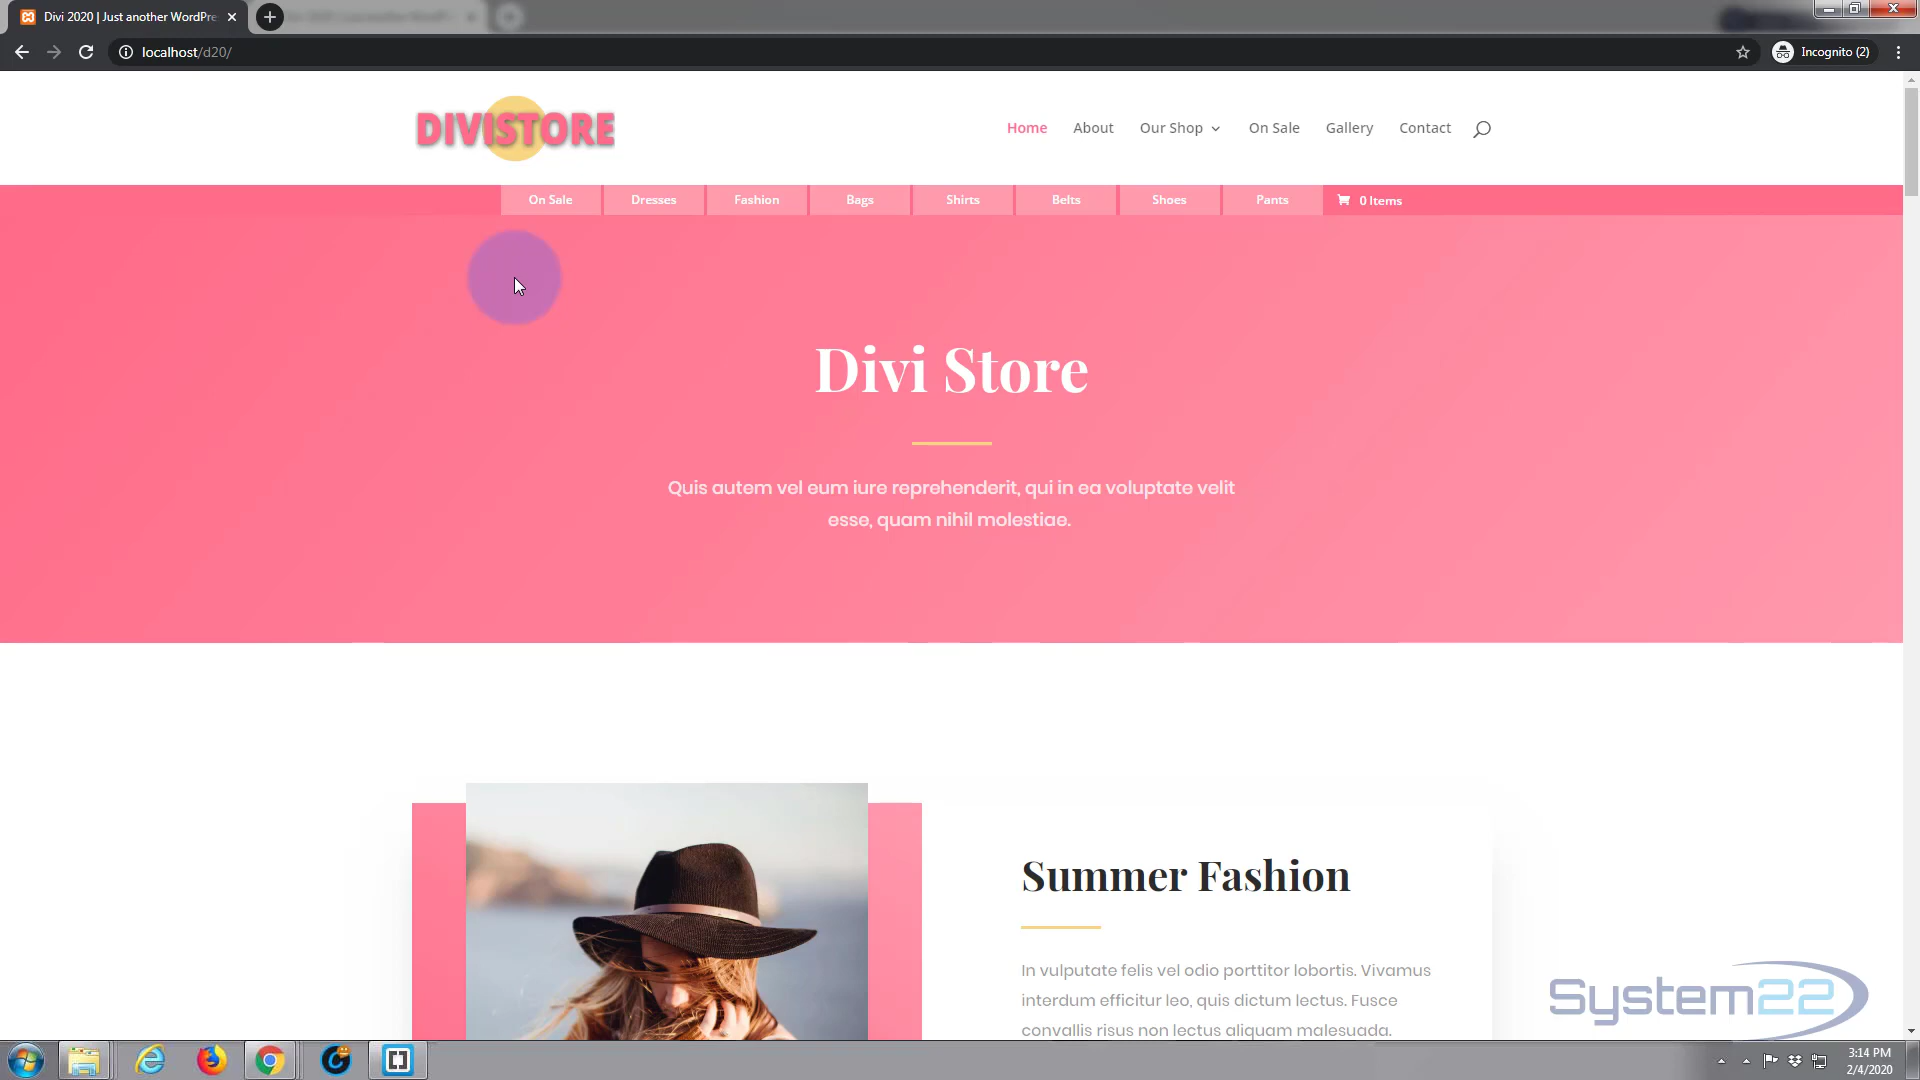 Divi 2020 | Just another WordPre
localhost/d20/
Incognito (2)
DIVISTORE
Home About Our Shop On Sale Gallery Contact
On Sale Dresses Fashion Bags Shirts Belts Shoes Pants 0 Items
Divi Store
Quis autem vel eum iure reprehenderit, qui in ea voluptate velit
esse, quam nihil molestiae.
Summer Fashion
In vulputate felis vel odio porttitor lobortis. Vivamus
interdum efficitur leo, quis dictum lectus. Fusce
convallis risus non lectus aliquam malesuada.
System22
3:14 PM
2/4/2020